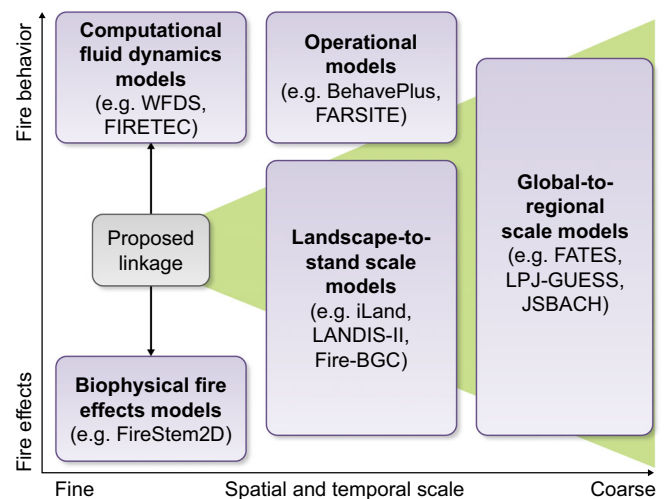 Fire behavior
Fire effects
Computational
fluid dynamics
models
(e.g. WFDS,
FIRETEC)
Operational
models
(e.g. BehavePlus,
FARSITE)
Proposed
linkage
Landscape-to-
stand scale
models
(e.g. iLand,
LANDIS-II,
Fire-BGC)
Global-to-
regional
scale models
(e.g. FATES,
LPJ-GUESS,
JSBACH)
Biophysical fire
effects models
(e.g. FireStem2D)
Fine
Spatial and temporal scale
Coarse